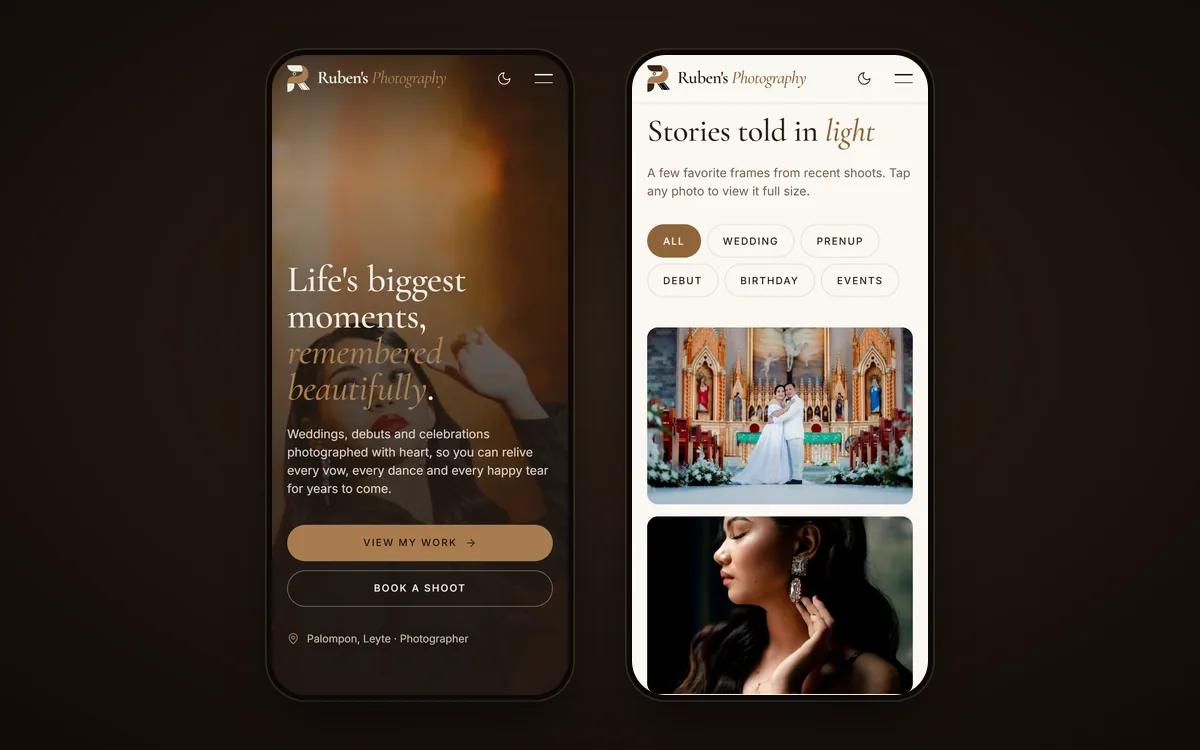 Ruben's Photography
Life's biggest
moments,
remembered
beautifully.
Weddings, debuts and celebrations
photographed with heart, so you can relive
every vow, every dance and every happy tear
for years to come.
VIEW MY WORK →
BOOK A SHOOT
Palompon, Leyte · Photographer
Ruben's Photography
Stories told in light
A few favorite frames from recent shoots. Tap
any photo to view it full size.
ALL WEDDING PRENUP
DEBUT BIRTHDAY EVENTS